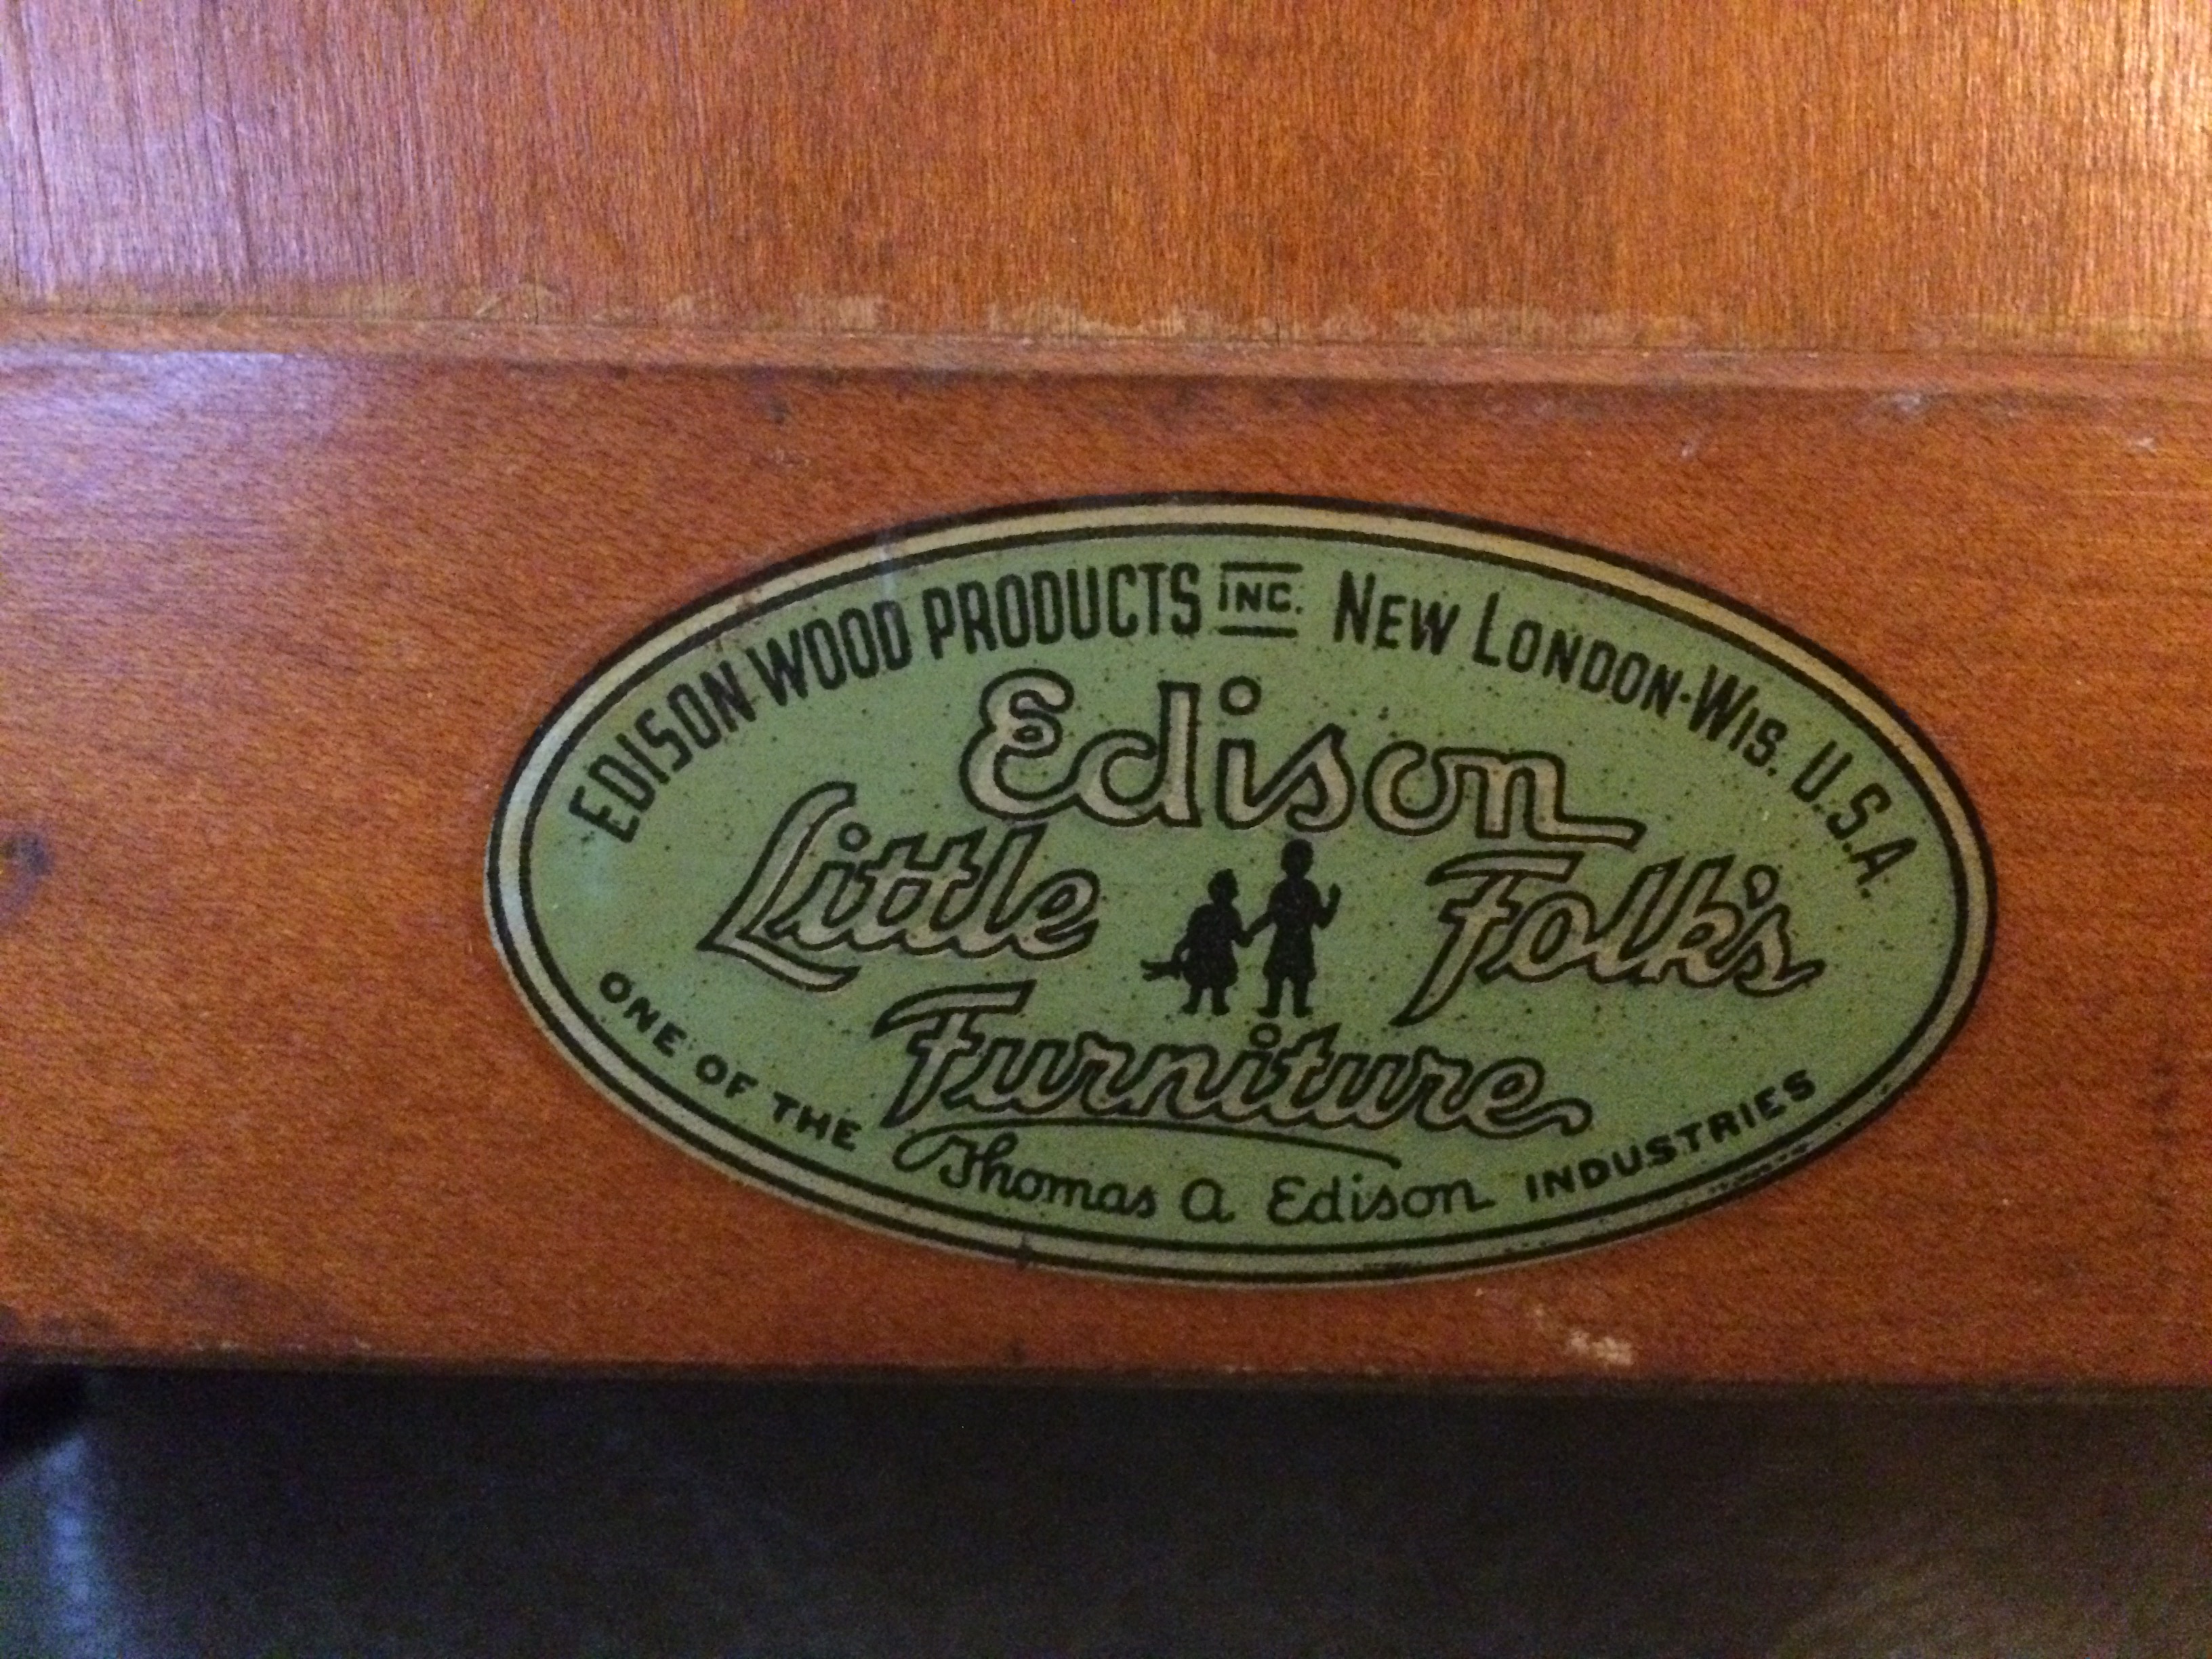 EDISON WOOD PRODUCTS INC. NEW LONDON-WIS. U.S.A.
Edison
Little Folk's
Furniture
ONE OF THE Thomas A Edison INDUSTRIES